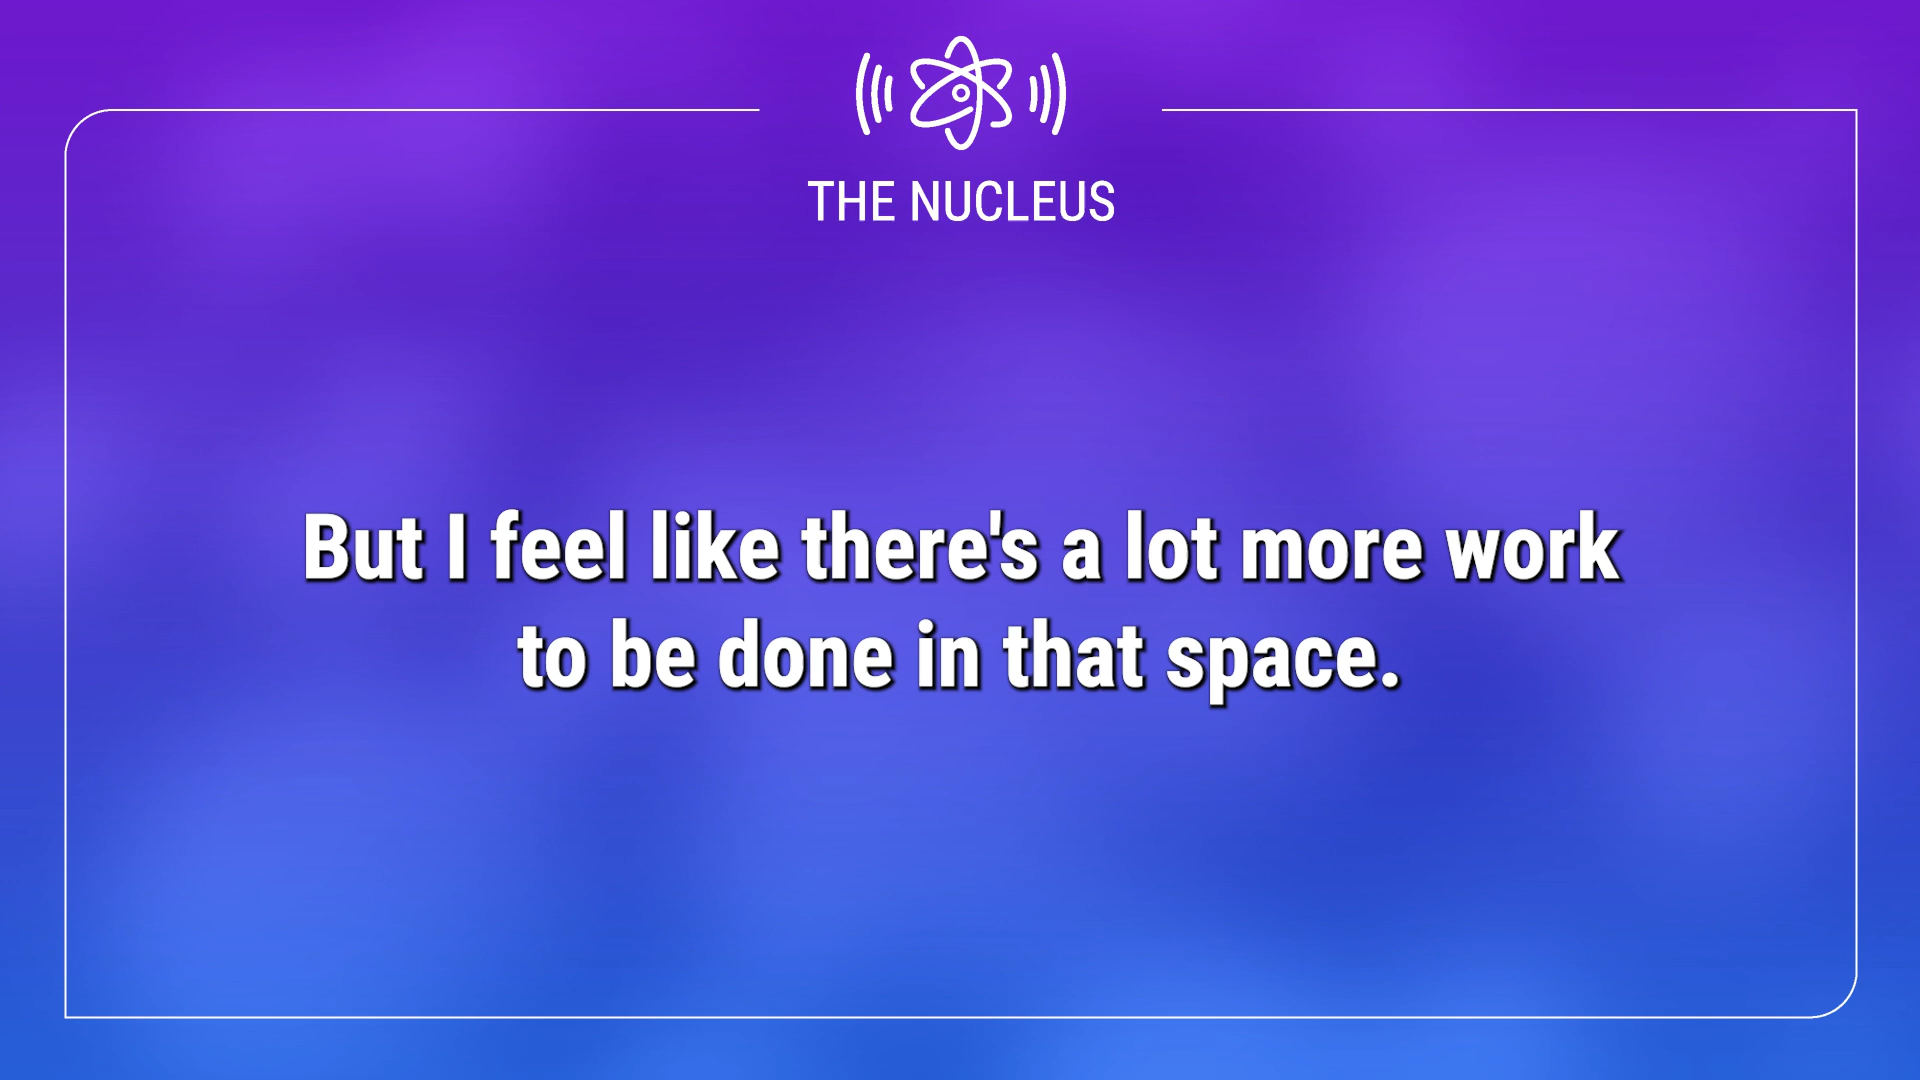 THE NUCLEUS
But I feel like there's a lot more work
to be done in that space.